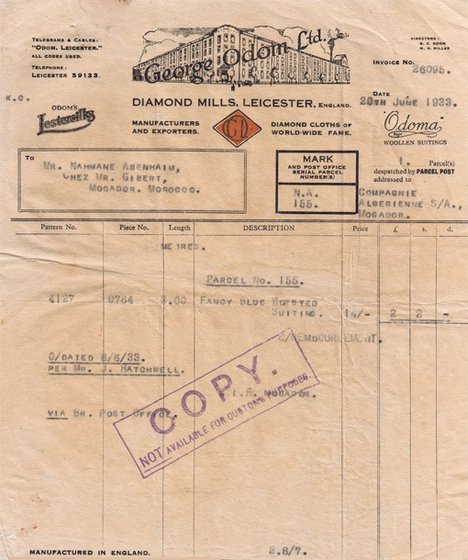 TELEGRAMS & CABLES:
"ODOM, LEICESTER."
ALL CODES USED.
TELEPHONE:
LEICESTER 59133.
George Odom Ltd.
DIRECTORS:
INVOICE No. 26095.
K.C.
DIAMOND MILLS, LEICESTER, ENGLAND.
DATE
20TH JUNE 1933.
ODOM'S
Lestermills
MANUFACTURERS
AND EXPORTERS.
DIAMOND CLOTHS OF
WORLD-WIDE FAME.
"Odoma"
WOOLLEN SUITINGS
TO
MR. NAHMANE ABENHAIM,
CHEZ MR. GIBERT,
MOGADOR. MOROCCO.
MARK
AND POST OFFICE
SERIAL PARCEL
NUMBER(S)
N.A.
155.
1. Parcel(s)
despatched by PARCEL POST
addressed to
COMPAGNIE
ALGERIENNE S/A.,
MOGADOR.
Pattern No. Piece No. Length DESCRIPTION Price £ s. d.
METRES.
PARCEL NO. 155.
4127 0764 3.00 FANCY BLUE WORSTED
SUITING. 2 2 -
C/REMBOURSEMENT.
O/DATED 8/6/33.
PER MR. J. HATCHWELL.
COPY.
NOT AVAILABLE FOR CUSTOMS PURPOSES
MOGADOR.
VIA BR. POST OFFICE.
MANUFACTURED IN ENGLAND.
3.8/7.